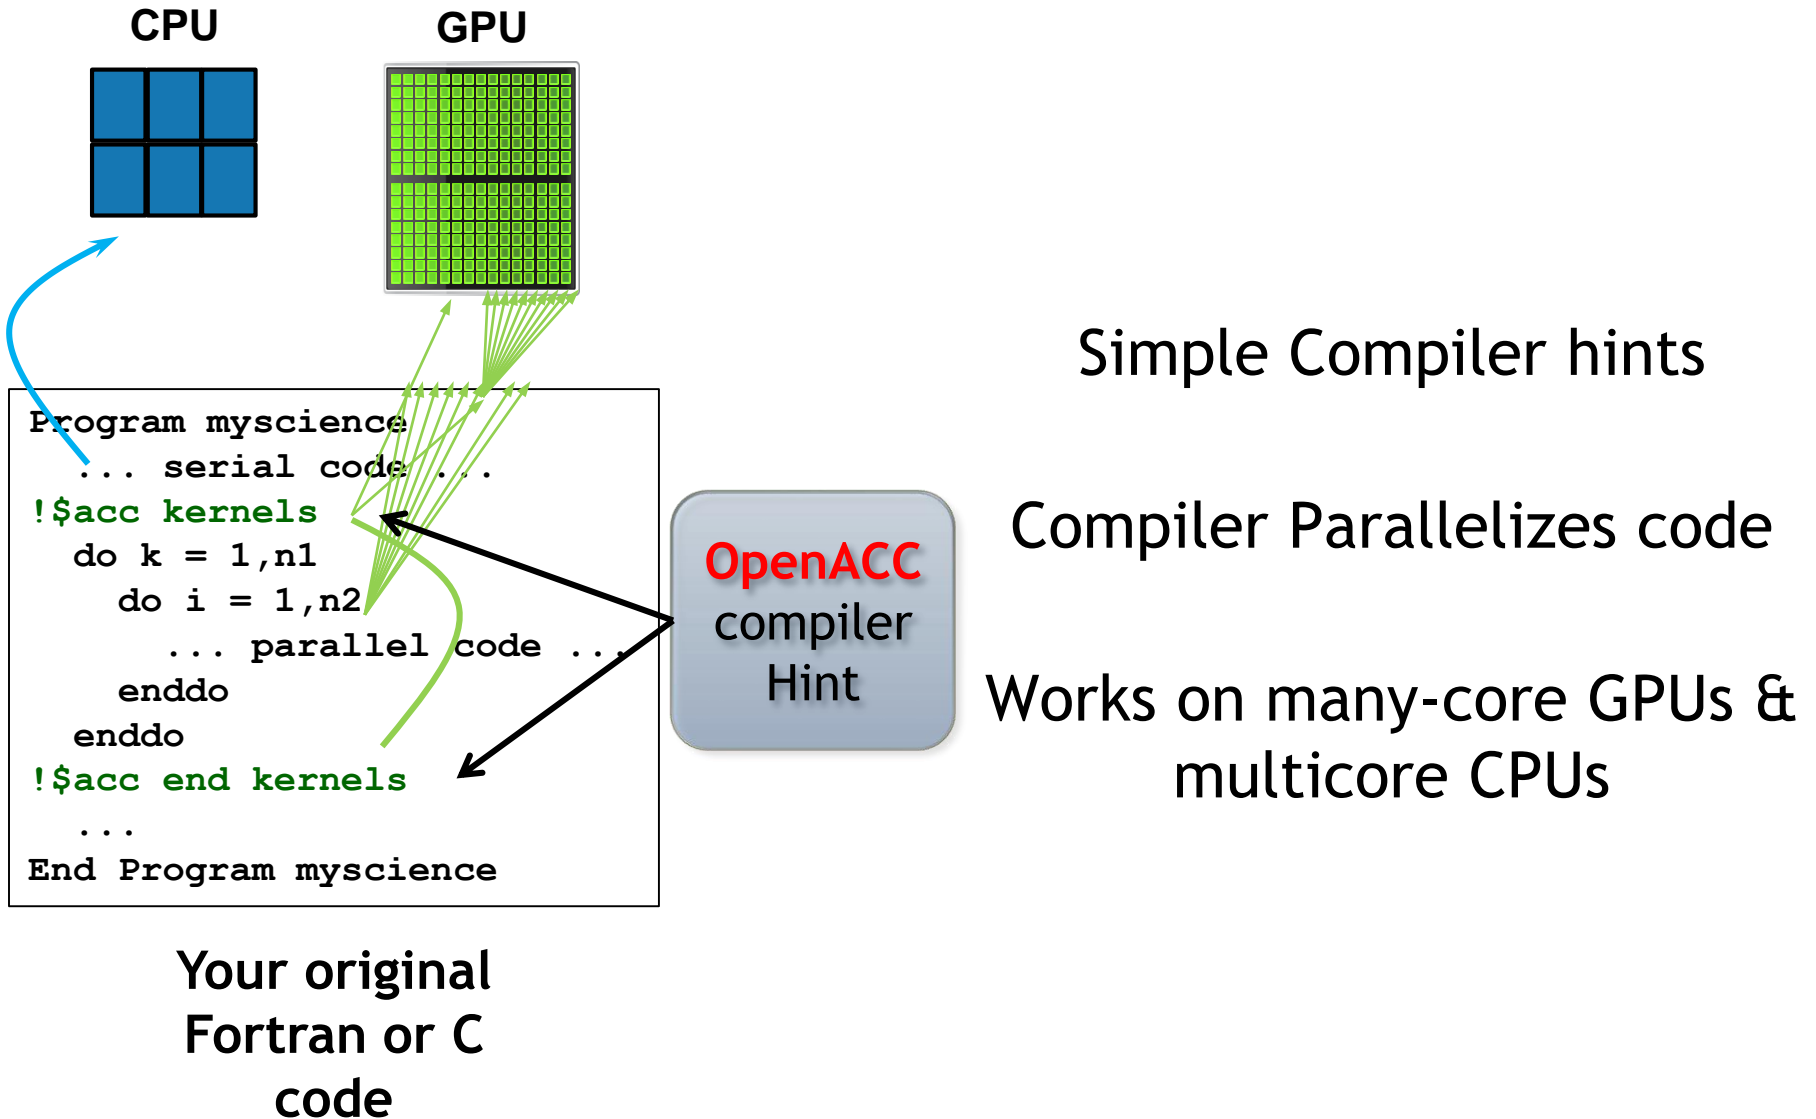 CPU
GPU
Program myscience
... serial code ...
!$acc kernels
do k = 1,n1
do i = 1,n2
... parallel code ...
enddo
enddo
!$acc end kernels
...
End Program myscience
OpenACC
compiler
Hint
Your original
Fortran or C
code
Simple Compiler hints
Compiler Parallelizes code
Works on many-core GPUs &
multicore CPUs